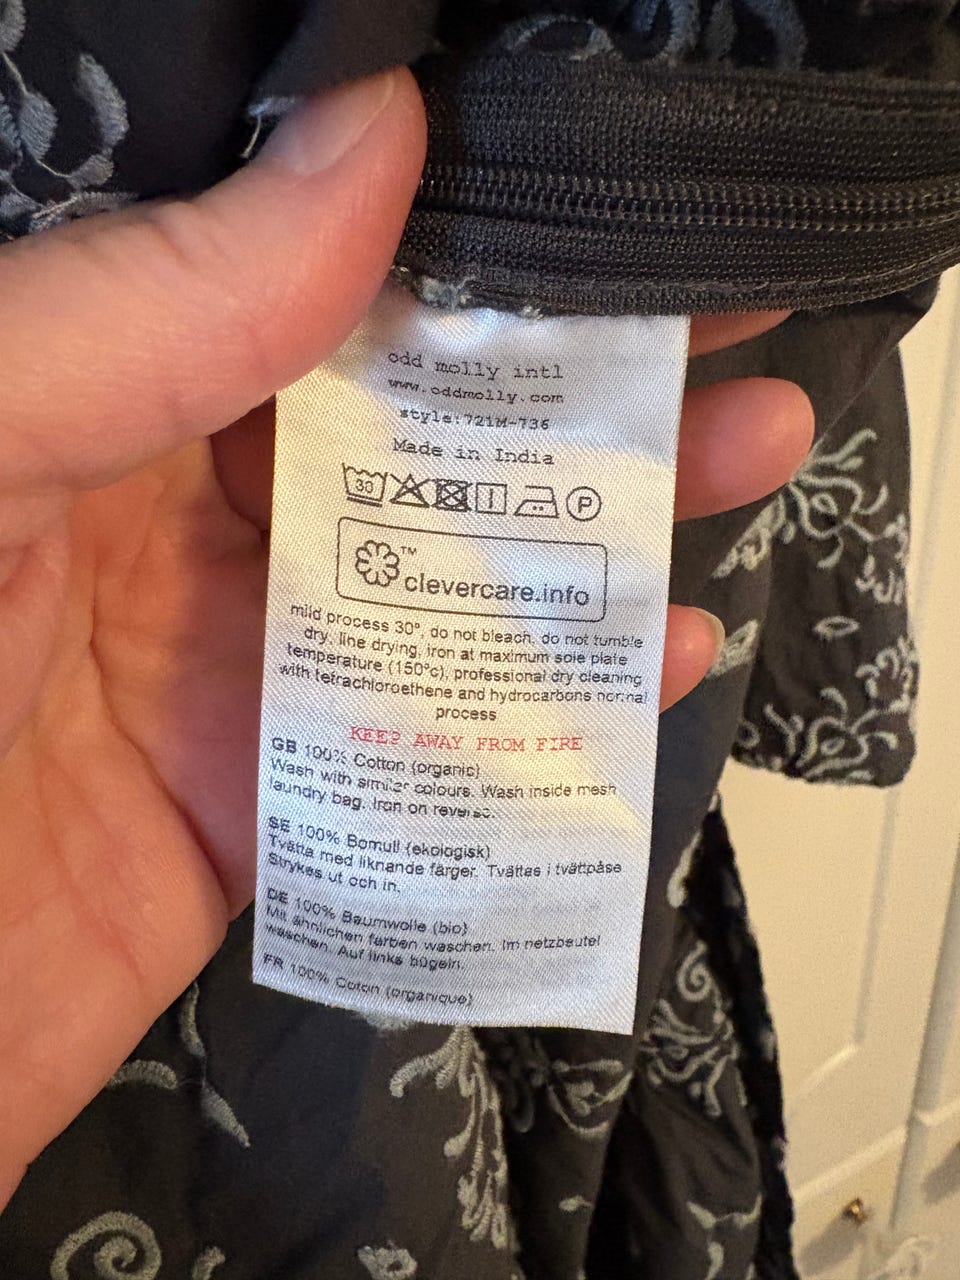 odd molly intl
www.oddmolly.com
style:721M-736
Made in India
30
P
™
clevercare.info
mild process 30°, do not bleach, do not tumble
dry, line drying, iron at maximum sole plate
temperature (150°c), professional dry cleaning
with tetrachloroethene and hydrocarbons normal
process
KEEP AWAY FROM FIRE
GB 100% Cotton (organic)
Wash with similar colours. Wash inside mesh
laundry bag. Iron on reverse.
SE 100% Bomull (ekologisk)
Tvätta med liknande färger. Tvättas i tvättpåse
Strykes ut och in.
DE 100% Baumwolle (bio)
Mit ähnlichen farben waschen. Im netzbeutel
waschen. Auf links bügeln.
FR 100% Coton (organique)